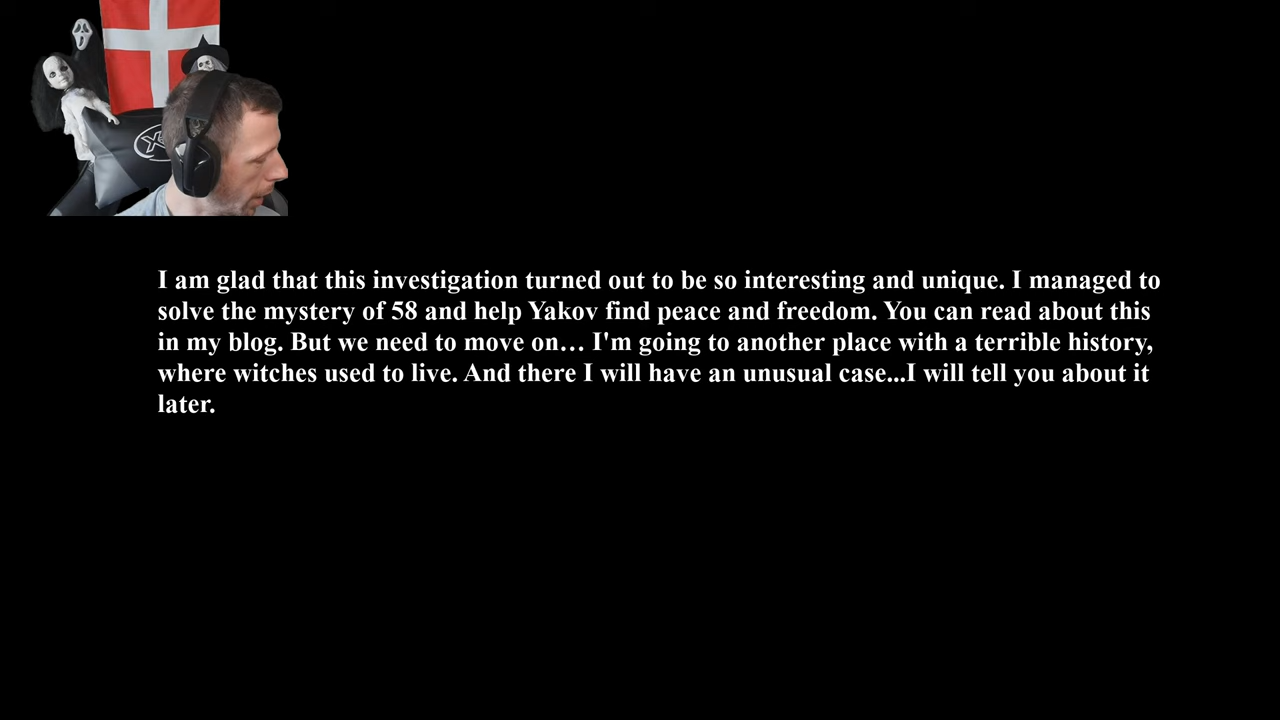 I am glad that this investigation turned out to be so interesting and unique. I managed to
solve the mystery of 58 and help Yakov find peace and freedom. You can read about this
in my blog. But we need to move on… I'm going to another place with a terrible history,
where witches used to live. And there I will have an unusual case...I will tell you about it
later.